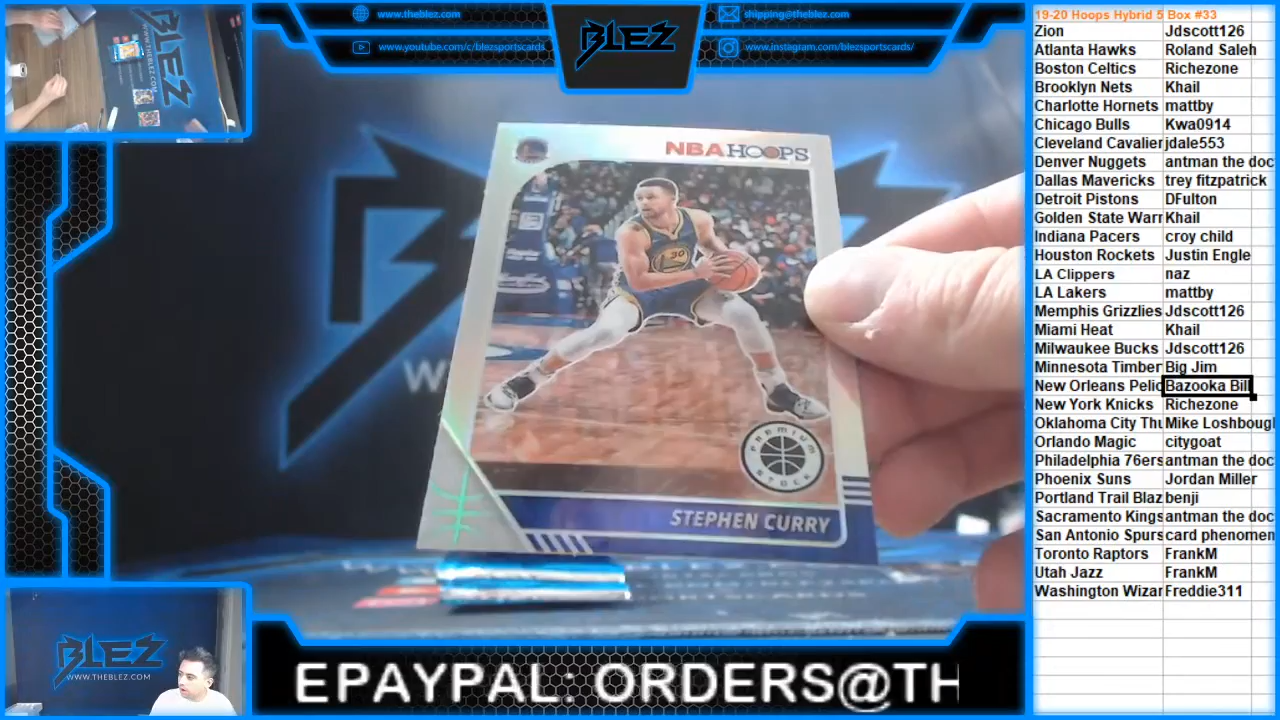 www.theblez.com
www.youtube.com/c/blezsportscards
BLEZ
shipping@theblez.com
www.instagram.com/blezsportscards/
NBA HOOPS
30
PREMIUM
STOCK
STEPHEN CURRY
BLEZ
WWW.THEBLEZ.COM
BLEZ
WWW.THEBLEZ.COM
EPAYPAL: ORDERS@TH
19-20 Hoops Hybrid 5 Box #33
Zion Jdscott126
Atlanta Hawks Roland Saleh
Boston Celtics Richezone
Brooklyn Nets Khail
Charlotte Hornets mattby
Chicago Bulls Kwa0914
Cleveland Cavalier jdale553
Denver Nuggets antman the doc
Dallas Mavericks trey fitzpatrick
Detroit Pistons DFulton
Golden State Warr Khail
Indiana Pacers croy child
Houston Rockets Justin Engle
LA Clippers naz
LA Lakers mattby
Memphis Grizzlies Jdscott126
Miami Heat Khail
Milwaukee Bucks Jdscott126
Minnesota Timber Big Jim
New Orleans Pelic Bazooka Bill
New York Knicks Richezone
Oklahoma City Thu Mike Loshboug
Orlando Magic citygoat
Philadelphia 76ers antman the doc
Phoenix Suns Jordan Miller
Portland Trail Blaz benji
Sacramento Kings antman the doc
San Antonio Spurs card phenomen
Toronto Raptors FrankM
Utah Jazz FrankM
Washington Wizar Freddie311